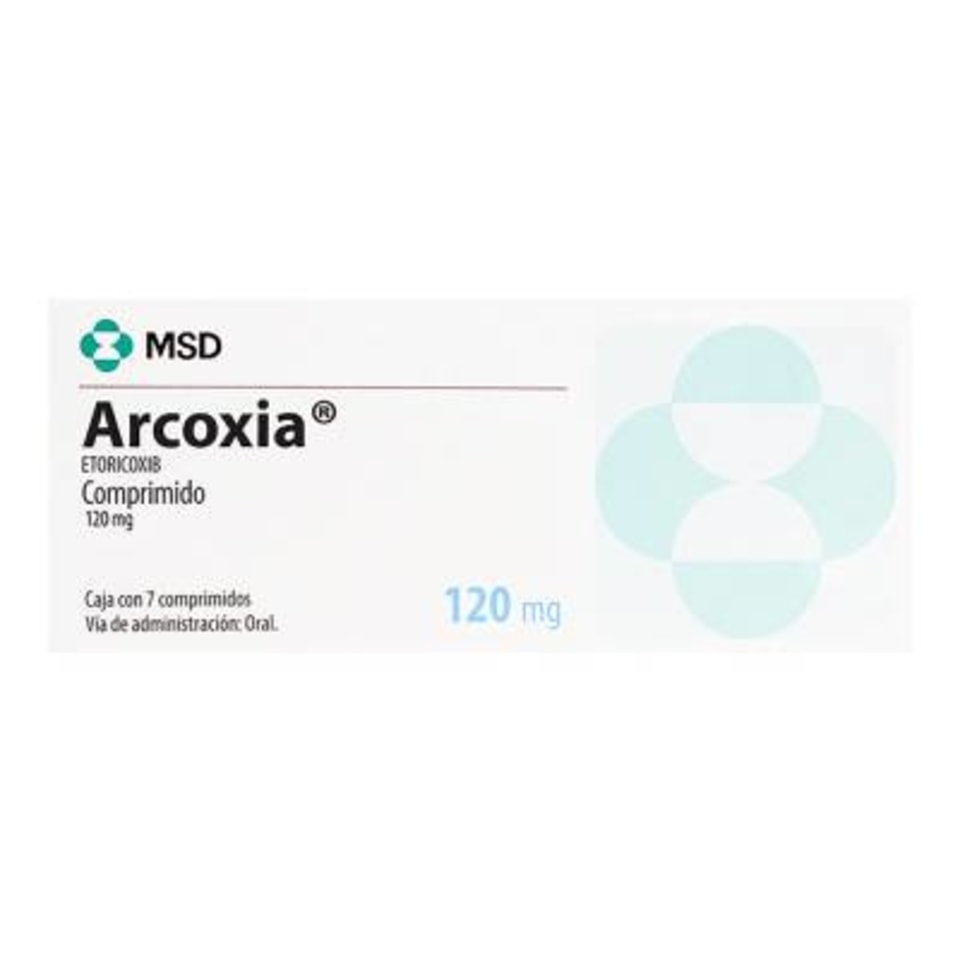 MSD
Arcoxia®
ETORICOXIB
Comprimido
120 mg
Caja con 7 comprimidos
Vía de administración: Oral.
120 mg